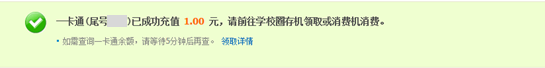 一卡通(尾号 )已成功充值 1.00 元，请前往学校圈存机领取或消费机消费。
• 如需查询一卡通余额，请等待5分钟后再查。 领取详情